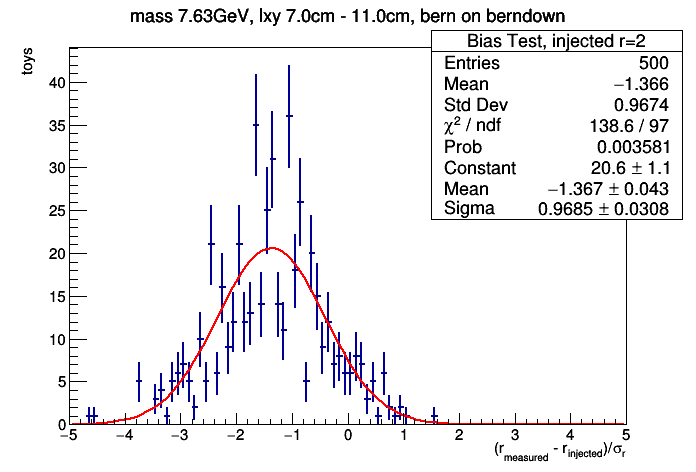 mass 7.63GeV, lxy 7.0cm - 11.0cm, bern on berndown
toys
Bias Test, injected r=2
Entries 500
Mean −1.366
Std Dev 0.9674
χ² / ndf 138.6 / 97
Prob 0.003581
Constant 20.6 ± 1.1
Mean −1.367 ± 0.043
Sigma 0.9685 ± 0.0308
40
35
30
25
20
15
10
5
0
−5 −4 −3 −2 −1 0 1 2 3 4 5
(r_measured - r_injected)/σ_r